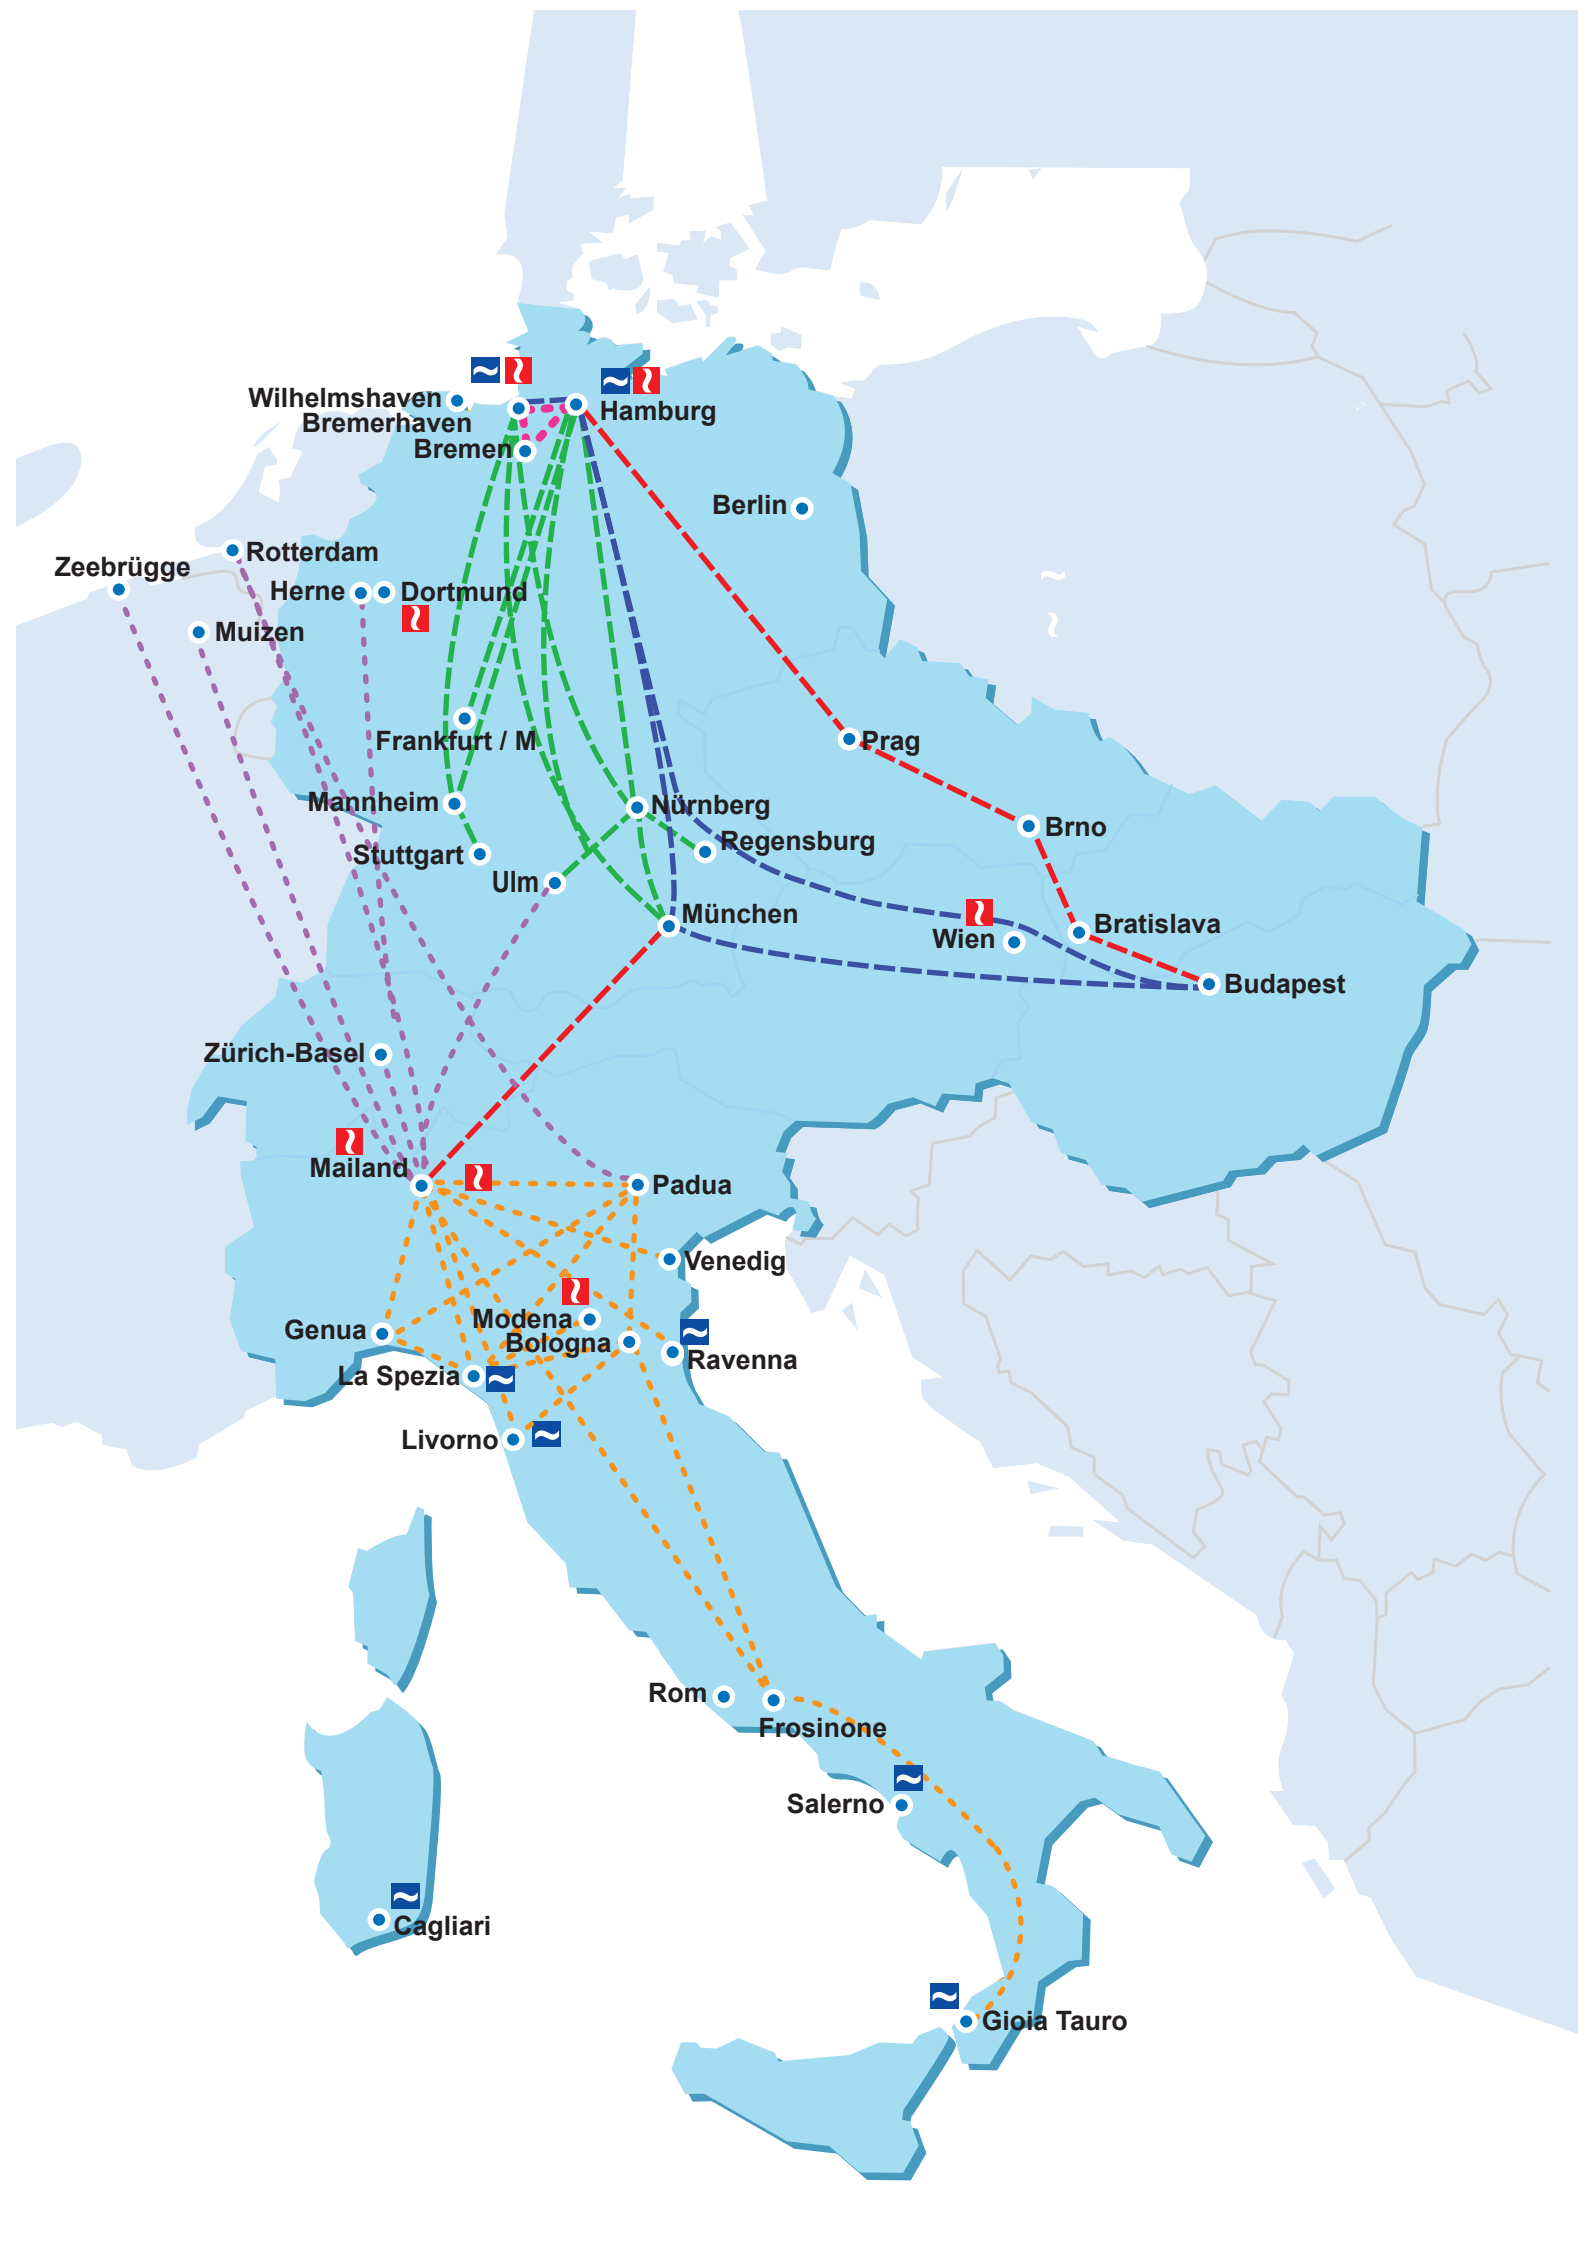 Wilhelmshaven
Hamburg
Bremerhaven
Bremen
Berlin
Rotterdam
Zeebrügge
Herne
Dortmund
Muizen
Frankfurt / M
Prag
Mannheim
Nürnberg
Brno
Regensburg
Stuttgart
Ulm
München
Bratislava
Wien
Budapest
Zürich-Basel
Mailand
Padua
Venedig
Modena
Genua
Bologna
Ravenna
La Spezia
Livorno
Rom
Frosinone
Salerno
Cagliari
Gioia Tauro